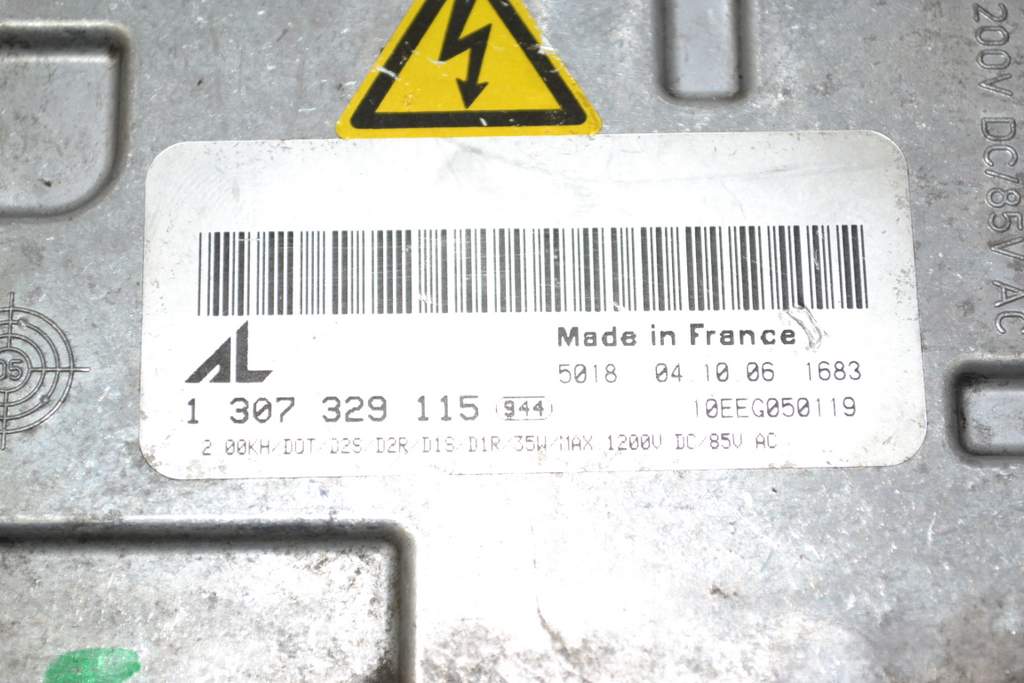 200V DC/85V AC
AL
Made in France
5018 04.10.06 1683
1 307 329 115 944 10EEG050119
2.00KH/DOT/D2S/D2R/D1S/D1R/35W/MAX 1200V DC/85V AC
05